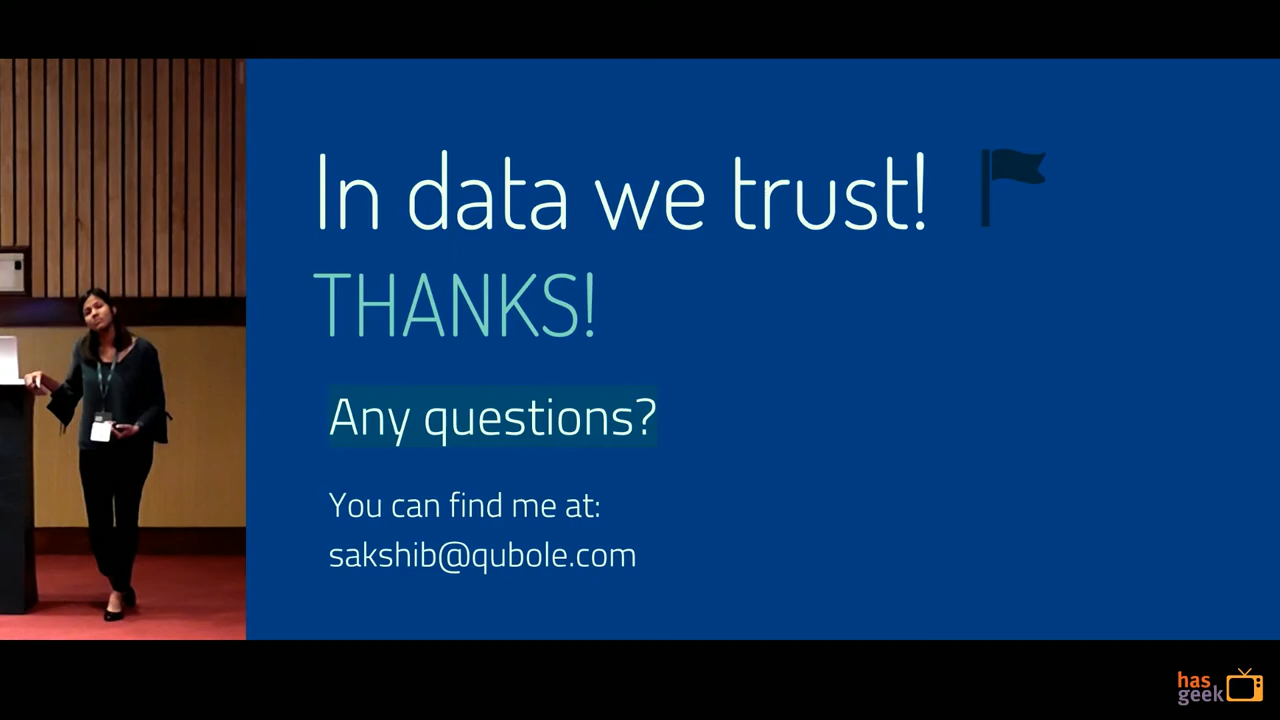 In data we trust!
THANKS!
Any questions?
You can find me at:
sakshib@qubole.com
has
geek